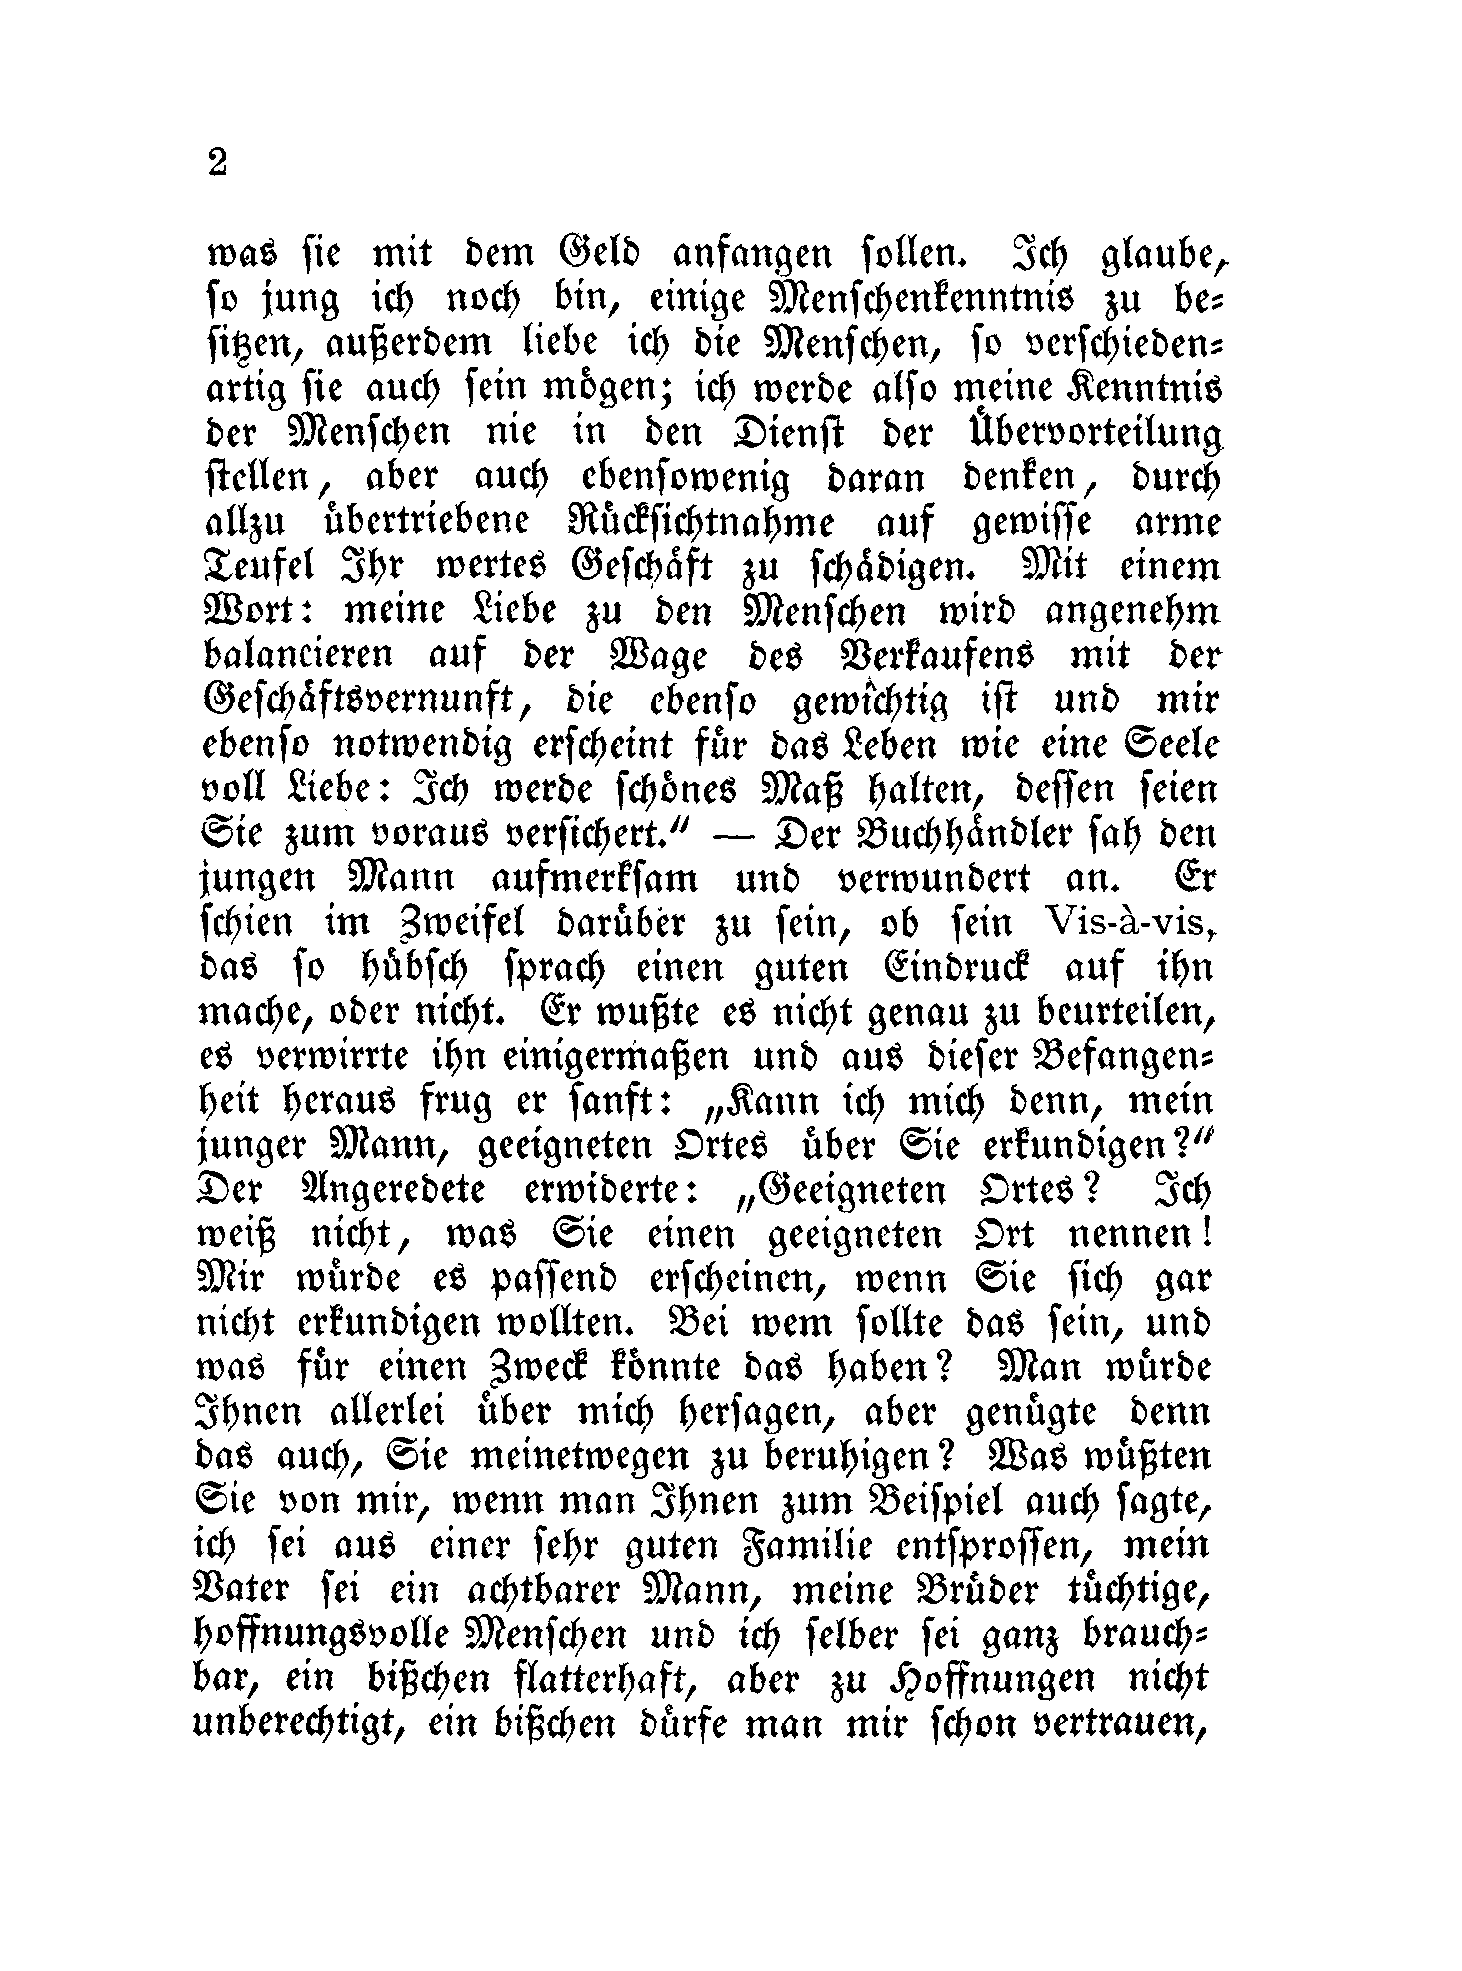 2
was sie mit dem Geld anfangen sollen. Ich glaube,
so jung ich noch bin, einige Menschenkenntnis zu be-
sitzen, außerdem liebe ich die Menschen, so verschieden-
artig sie auch sein mögen; ich werde also meine Kenntnis
der Menschen nie in den Dienst der Übervorteilung
stellen, aber auch ebensowenig daran denken, durch
allzu übertriebene Rücksichtnahme auf gewisse arme
Teufel Ihr wertes Geschäft zu schädigen. Mit einem
Wort: meine Liebe zu den Menschen wird angenehm
balancieren auf der Wage des Verkaufens mit der
Geschäftsvernunft, die ebenso gewichtig ist und mir
ebenso notwendig erscheint für das Leben wie eine Seele
voll Liebe: Ich werde schönes Maß halten, dessen seien
Sie zum voraus versichert.“ — Der Buchhändler sah den
jungen Mann aufmerksam und verwundert an. Er
schien im Zweifel darüber zu sein, ob sein Vis-à-vis,
das so hübsch sprach einen guten Eindruck auf ihn
mache, oder nicht. Er wußte es nicht genau zu beurteilen,
es verwirrte ihn einigermaßen und aus dieser Befangen-
heit heraus frug er sanft: „Kann ich mich denn, mein
junger Mann, geeigneten Ortes über Sie erkundigen?“
Der Angeredete erwiderte: „Geeigneten Ortes? Ich
weiß nicht, was Sie einen geeigneten Ort nennen!
Mir würde es passend erscheinen, wenn Sie sich gar
nicht erkundigen wollten. Bei wem sollte das sein, und
was für einen Zweck könnte das haben? Man würde
Ihnen allerlei über mich hersagen, aber genügte denn
das auch, Sie meinetwegen zu beruhigen? Was wüßten
Sie von mir, wenn man Ihnen zum Beispiel auch sagte,
ich sei aus einer sehr guten Familie entsprossen, mein
Vater sei ein achtbarer Mann, meine Brüder tüchtige,
hoffnungsvolle Menschen und ich selber sei ganz brauch-
bar, ein bißchen flatterhaft, aber zu Hoffnungen nicht
unberechtigt, ein bißchen dürfe man mir schon vertrauen,